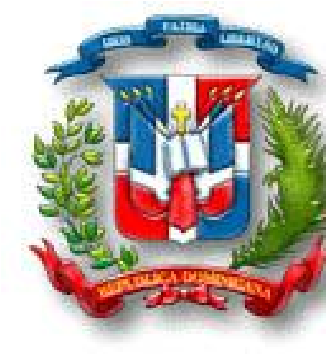 DIOS PATRIA LIBERTAD
REPUBLICA DOMINICANA